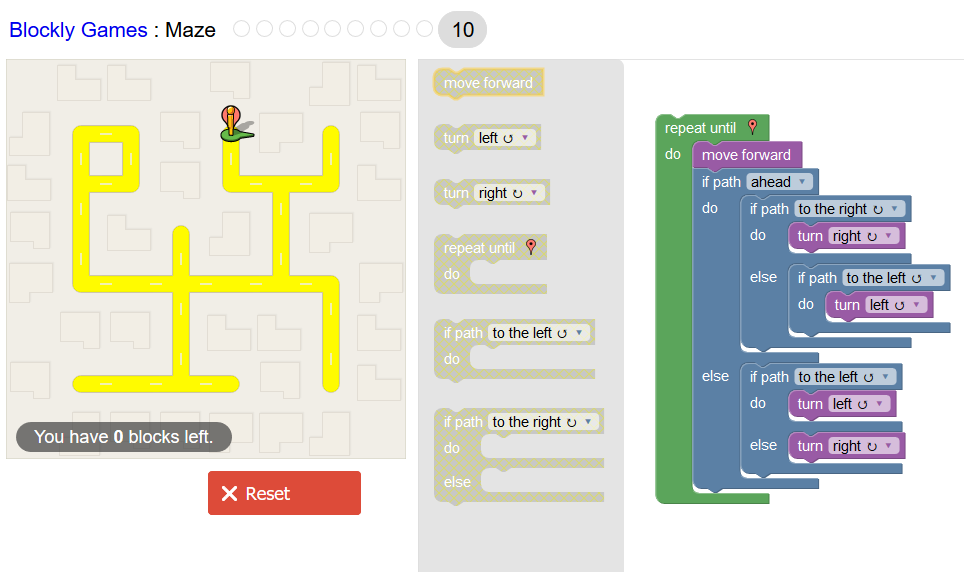 Blockly Games : Maze 10
You have 0 blocks left.
Reset
move forward
turn left ↺ ▾
turn right ↻ ▾
repeat until
do
if path to the left ↺ ▾
do
if path to the right ↻ ▾
do
else
repeat until
do move forward
if path ahead ▾
do if path to the right ↻ ▾
do turn right ↻ ▾
else if path to the left ↺ ▾
do turn left ↺ ▾
else if path to the left ↺ ▾
do turn left ↺ ▾
else turn right ↻ ▾